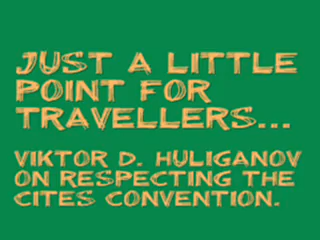 JUST A LITTLE
POINT FOR
TRAVELLERS...
VIKTOR D. HULIGANOV
ON RESPECTING THE
CITES CONVENTION.